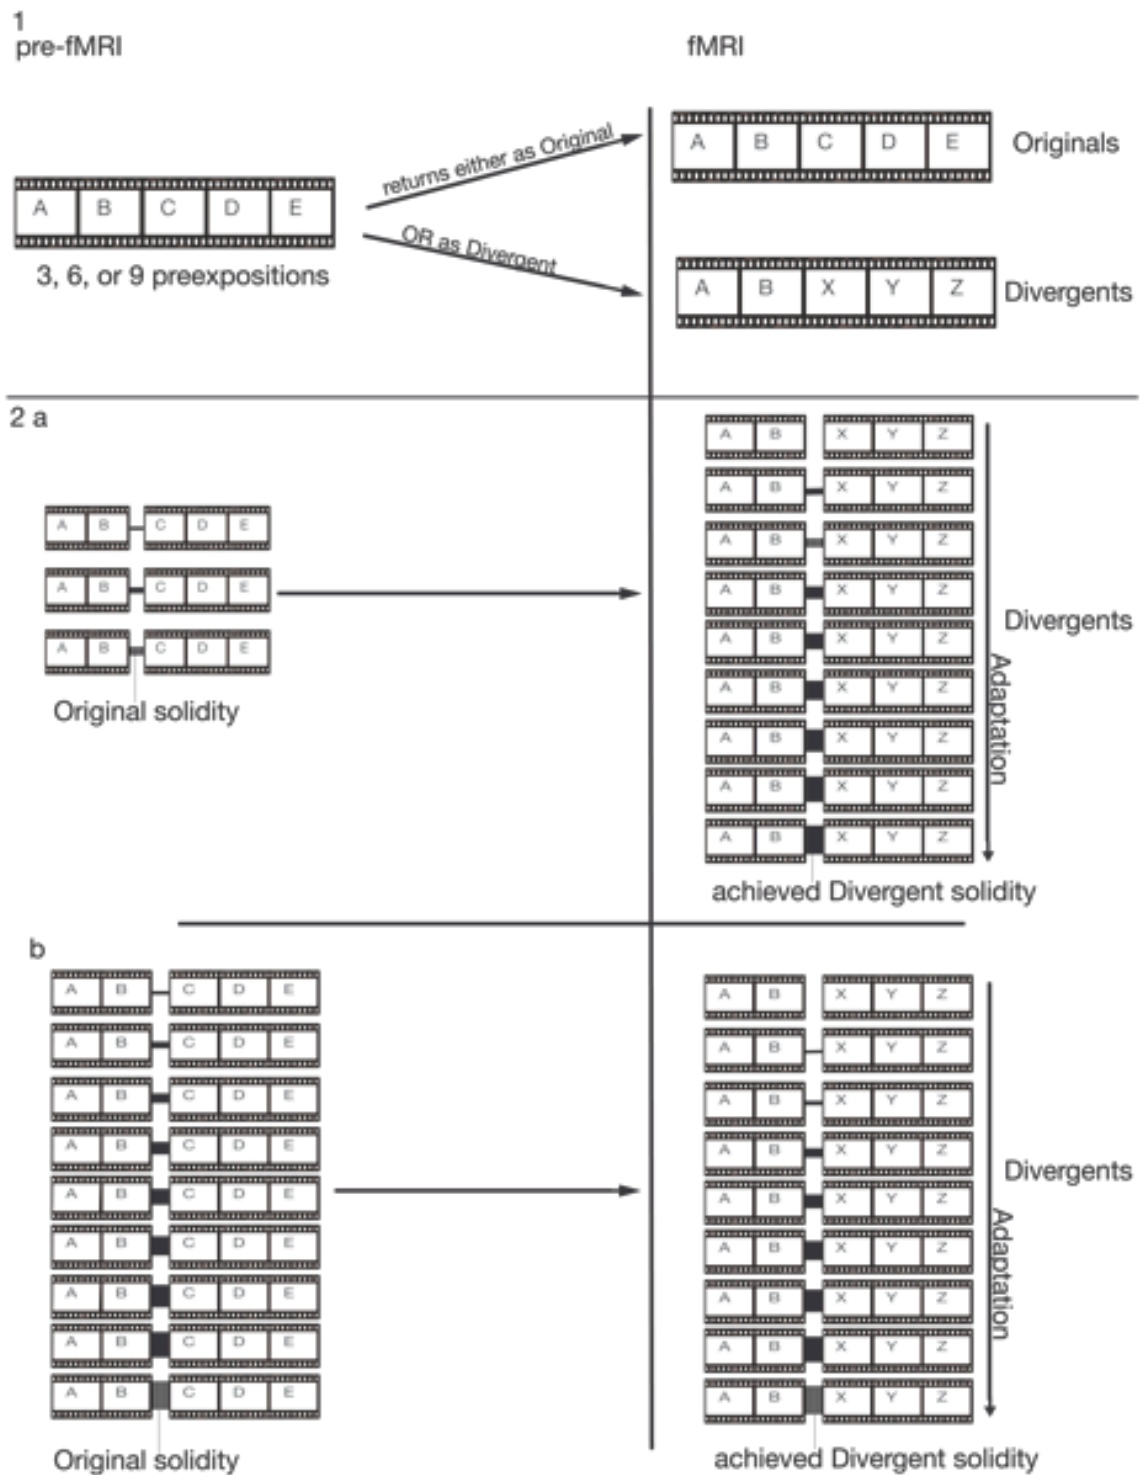 1
pre-fMRI
fMRI
A B C D E
3, 6, or 9 preexpositions
returns either as Original
OR as Divergent
A B C D E
Originals
A B X Y Z
Divergents
2 a
A B C D E
A B C D E
A B C D E
Original solidity
A B X Y Z
A B X Y Z
A B X Y Z
A B X Y Z
A B X Y Z
A B X Y Z
A B X Y Z
A B X Y Z
A B X Y Z
Divergents
Adaptation
achieved Divergent solidity
b
A B C D E
A B C D E
A B C D E
A B C D E
A B C D E
A B C D E
A B C D E
A B C D E
A B C D E
Original solidity
A B X Y Z
A B X Y Z
A B X Y Z
A B X Y Z
A B X Y Z
A B X Y Z
A B X Y Z
A B X Y Z
A B X Y Z
Divergents
Adaptation
achieved Divergent solidity